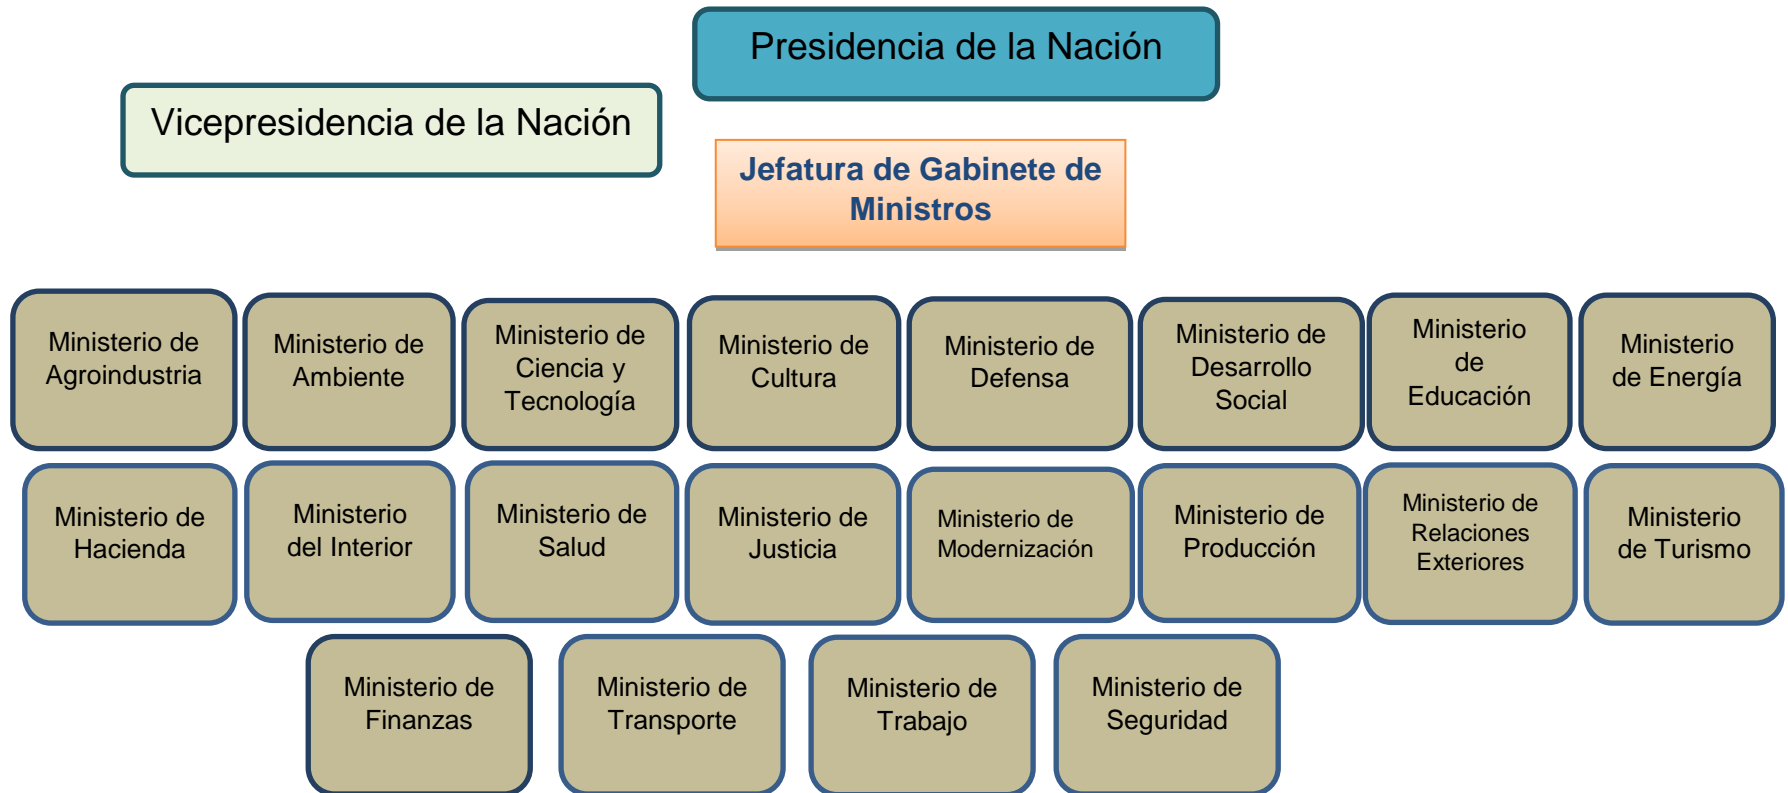 Presidencia de la Nación
Vicepresidencia de la Nación
Jefatura de Gabinete de
Ministros
Ministerio de
Agroindustria
Ministerio de
Ambiente
Ministerio de
Ciencia y
Tecnología
Ministerio de
Cultura
Ministerio de
Defensa
Ministerio de
Desarrollo
Social
Ministerio
de
Educación
Ministerio
de Energía
Ministerio de
Hacienda
Ministerio
del Interior
Ministerio de
Salud
Ministerio de
Justicia
Ministerio de
Modernización
Ministerio de
Producción
Ministerio de
Relaciones
Exteriores
Ministerio
de Turismo
Ministerio de
Finanzas
Ministerio de
Transporte
Ministerio de
Trabajo
Ministerio de
Seguridad